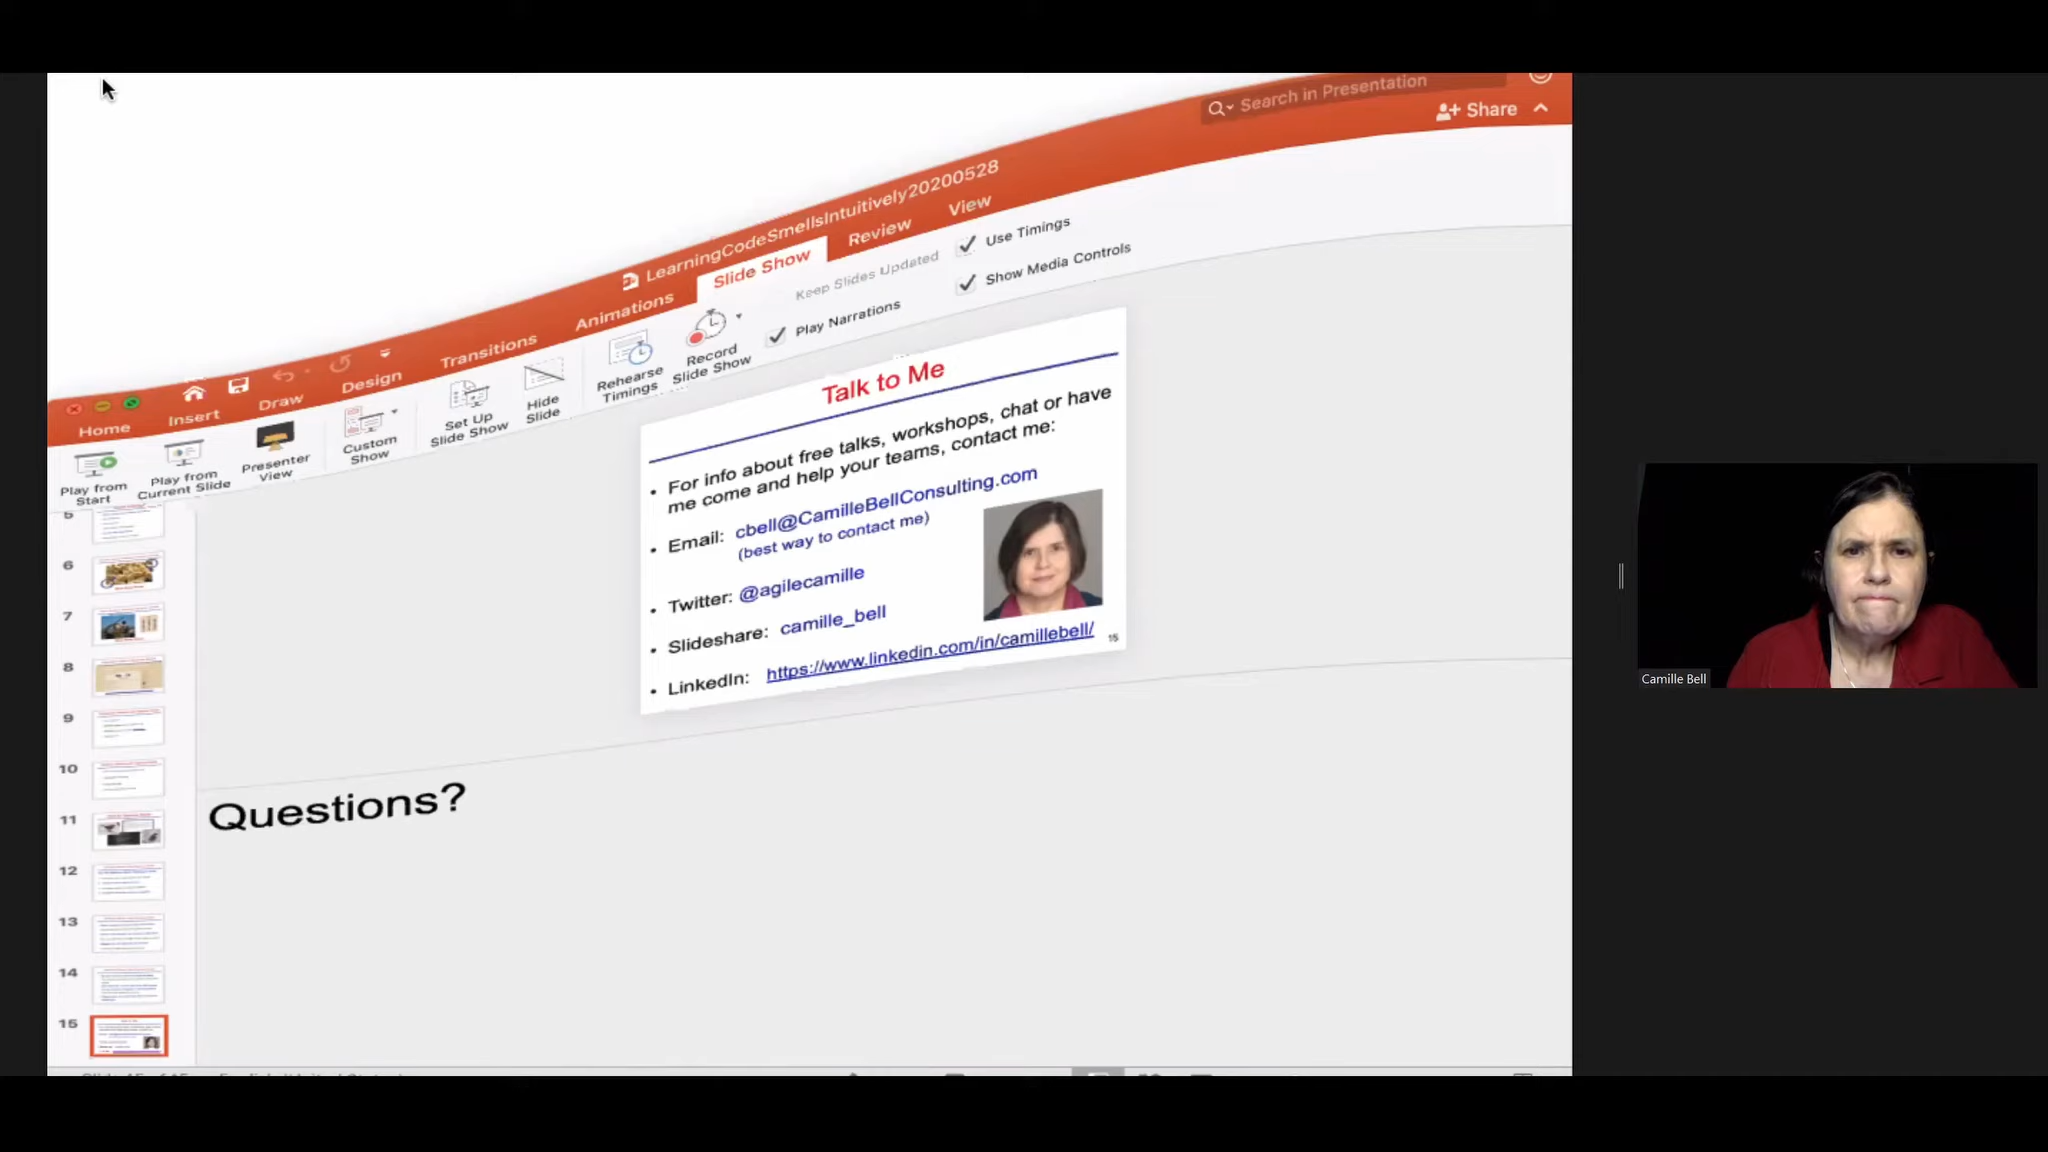 Search in Presentation
Share
LearningCodeSmellsIntuitively20200528
Home
Insert
Draw
Design
Transitions
Animations
Slide Show
Review
View
Play from
Start
Play from
Current Slide
Presenter
View
Custom
Show
Set Up
Slide Show
Hide
Slide
Rehearse
Timings
Record
Slide Show
Keep Slides Updated
Play Narrations
Use Timings
Show Media Controls
5
6
7
8
9
10
11
12
13
14
15
Talk to Me
• For info about free talks, workshops, chat or have
me come and help your teams, contact me:
• Email: cbell@CamilleBellConsulting.com
(best way to contact me)
• Twitter: @agilecamille
• Slideshare: camille_bell
• LinkedIn: https://www.linkedin.com/in/camillebell/
15
Questions?
Camille Bell